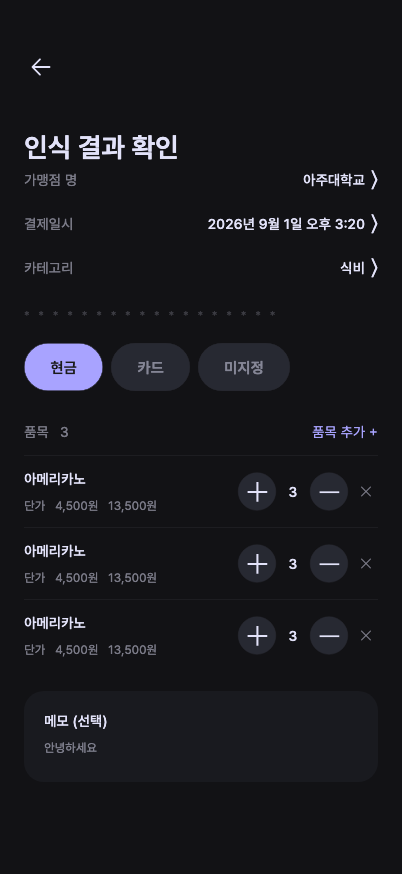 인식 결과 확인
가맹점 명 아주대학교
결제일시 2026년 9월 1일 오후 3:20
카테고리 식비
현금 카드 미지정
품목 3 품목 추가 +
아메리카노
단가 4,500원 13,500원
3
아메리카노
단가 4,500원 13,500원
3
아메리카노
단가 4,500원 13,500원
3
메모 (선택)
안녕하세요